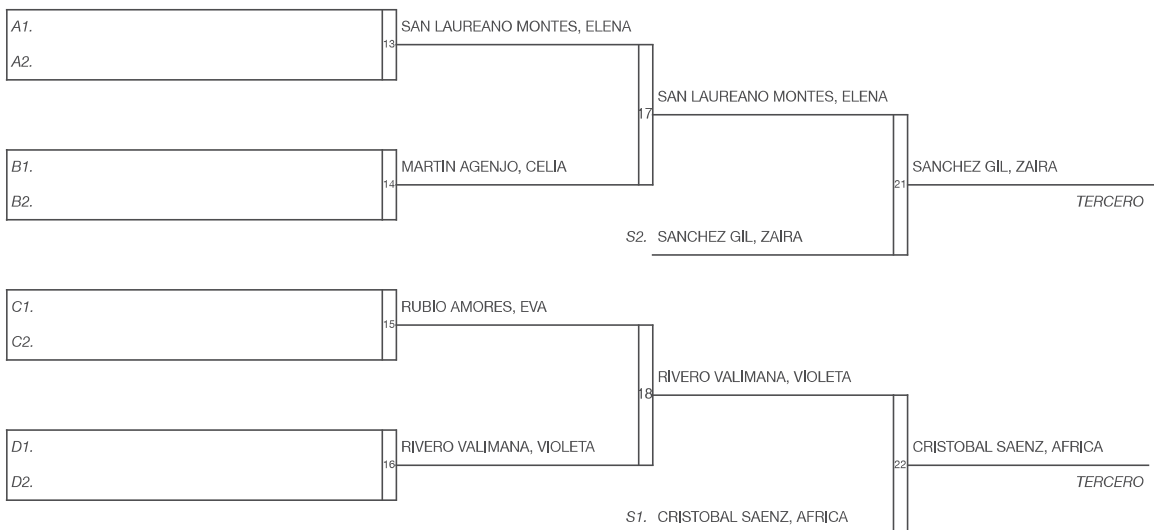 A1.
SAN LAUREANO MONTES, ELENA
13
A2.
SAN LAUREANO MONTES, ELENA
17
B1.
MARTÍN AGENJO, CELIA
SANCHEZ GIL, ZAIRA
14
21
B2.
TERCERO
S2. SANCHEZ GIL, ZAIRA
C1.
RUBIO AMORES, EVA
15
C2.
RIVERO VALIMANA, VIOLETA
18
D1.
RIVERO VALIMANA, VIOLETA
CRISTOBAL SAENZ, AFRICA
16
22
D2.
TERCERO
S1. CRISTOBAL SAENZ, AFRICA